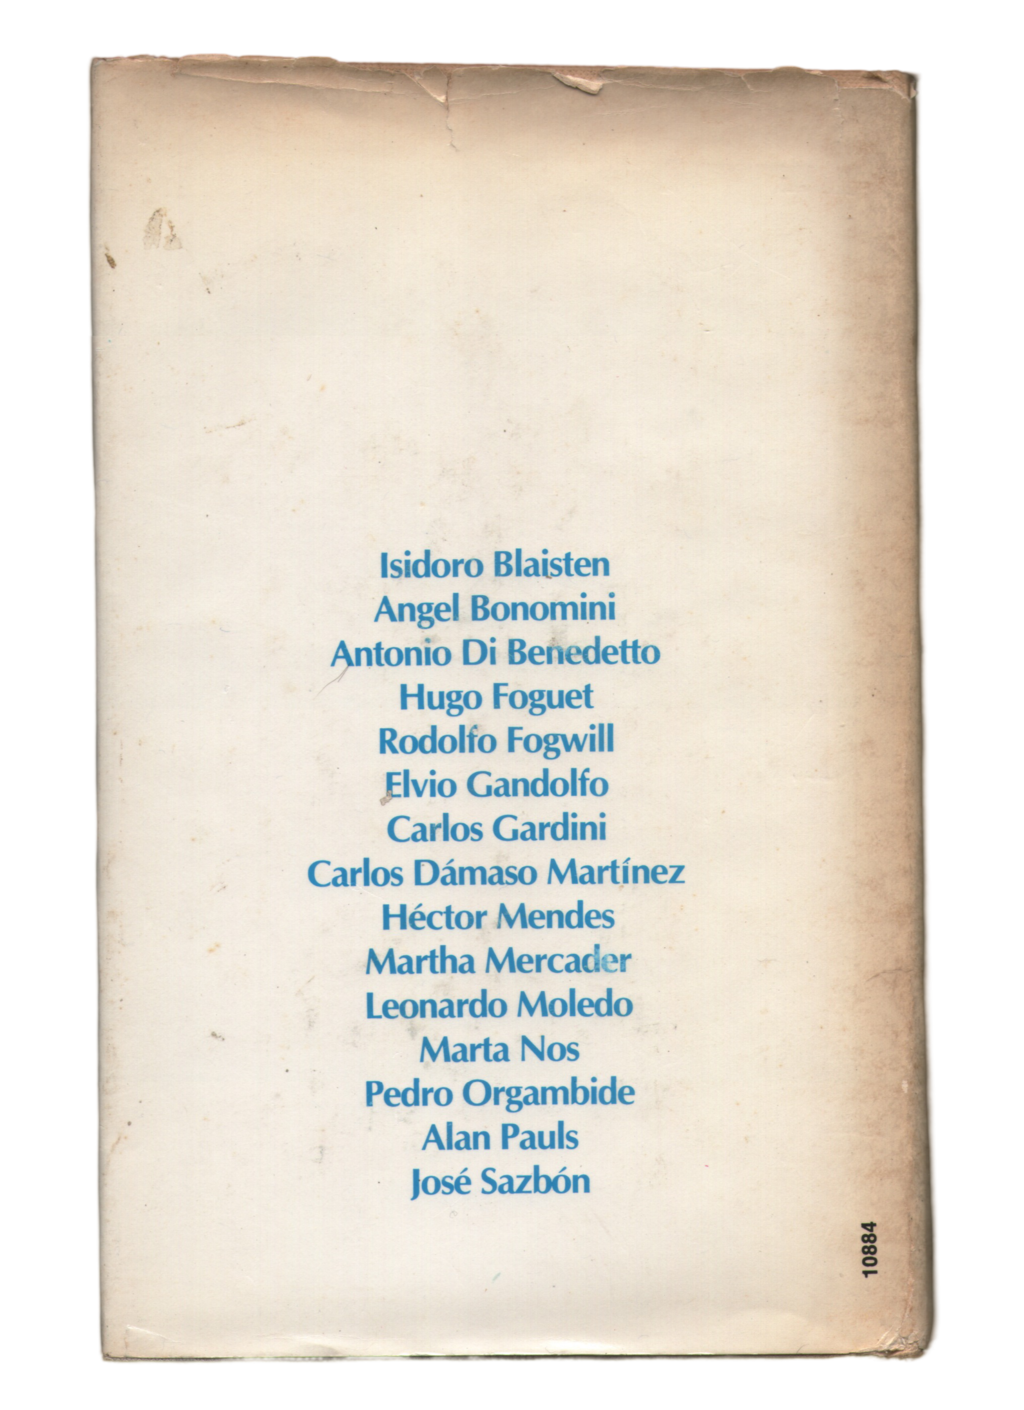 Isidoro Blaisten
Angel Bonomini
Antonio Di Benedetto
Hugo Foguet
Rodolfo Fogwill
Elvio Gandolfo
Carlos Gardini
Carlos Dámaso Martínez
Héctor Mendes
Martha Mercader
Leonardo Moledo
Marta Nos
Pedro Orgambide
Alan Pauls
José Sazbón
10884